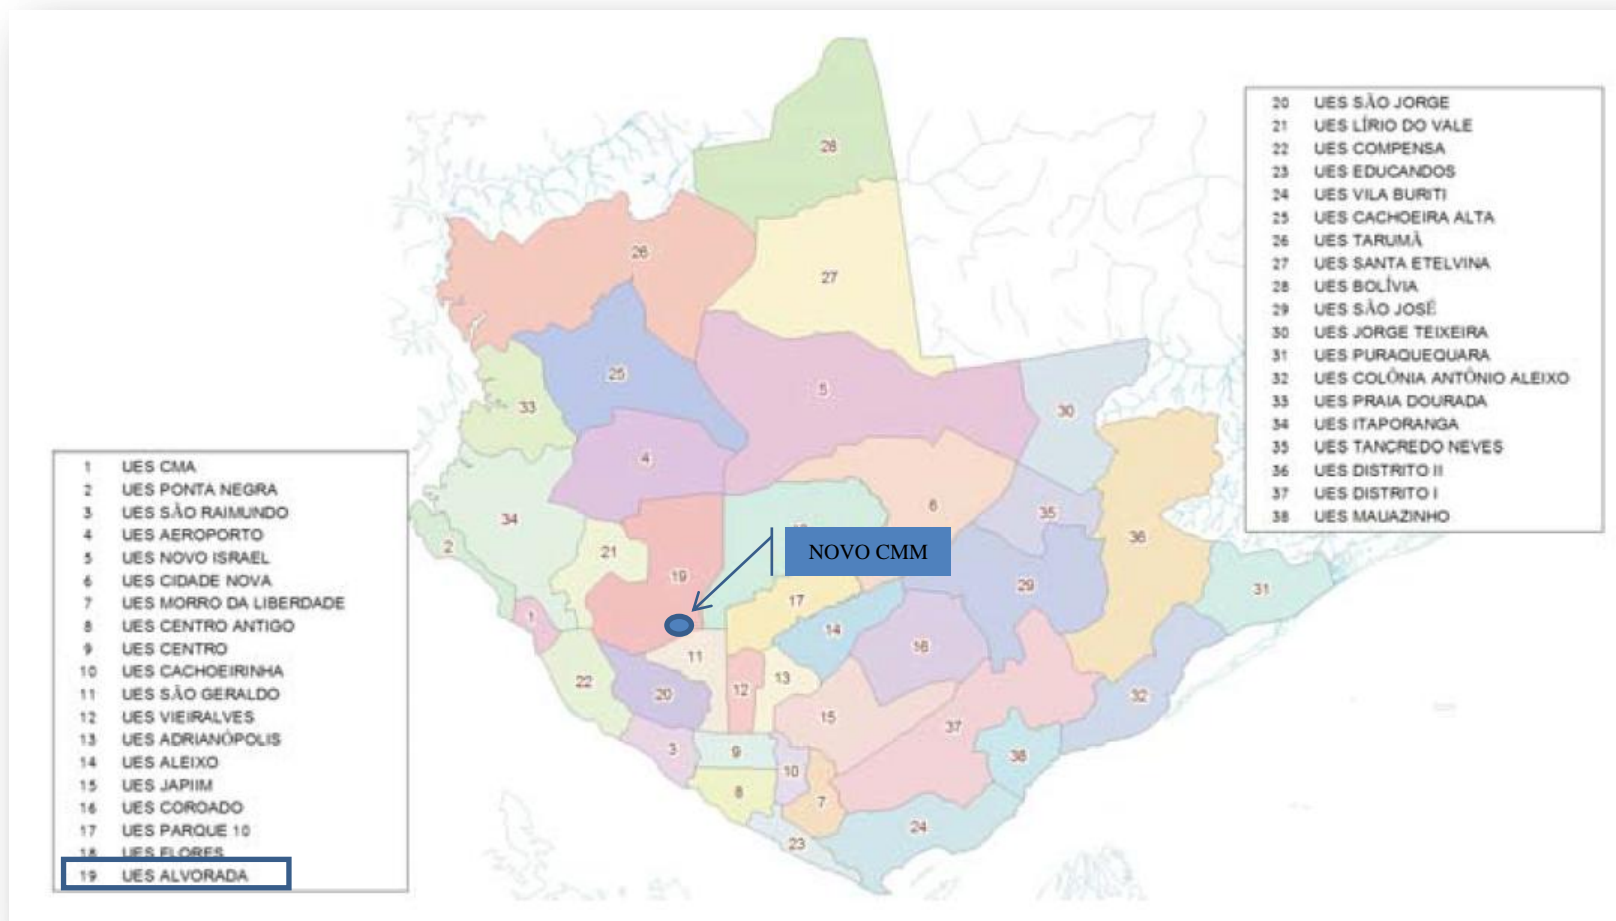 28
26
27
25
5
33
30
4
34
6
35
36
2
21
19
NOVO CMM
29
31
17
1
14
16
11
22
20
12
13
32
15
37
3
9
38
10
8
7
24
23
1 UES CMA
2 UES PONTA NEGRA
3 UES SÃO RAIMUNDO
4 UES AEROPORTO
5 UES NOVO ISRAEL
6 UES CIDADE NOVA
7 UES MORRO DA LIBERDADE
8 UES CENTRO ANTIGO
9 UES CENTRO
10 UES CACHOEIRINHA
11 UES SÃO GERALDO
12 UES VIEIRALVES
13 UES ADRIANÓPOLIS
14 UES ALEIXO
15 UES JAPIIM
16 UES COROADO
17 UES PARQUE 10
18 UES FLORES
19 UES ALVORADA
20 UES SÃO JORGE
21 UES LÍRIO DO VALE
22 UES COMPENSA
23 UES EDUCANDOS
24 UES VILA BURITI
25 UES CACHOEIRA ALTA
26 UES TARUMÃ
27 UES SANTA ETELVINA
28 UES BOLÍVIA
29 UES SÃO JOSÉ
30 UES JORGE TEIXEIRA
31 UES PURAQUEQUARA
32 UES COLÔNIA ANTÔNIO ALEIXO
33 UES PRAIA DOURADA
34 UES ITAPORANGA
35 UES TANCREDO NEVES
36 UES DISTRITO II
37 UES DISTRITO I
38 UES MAUAZINHO